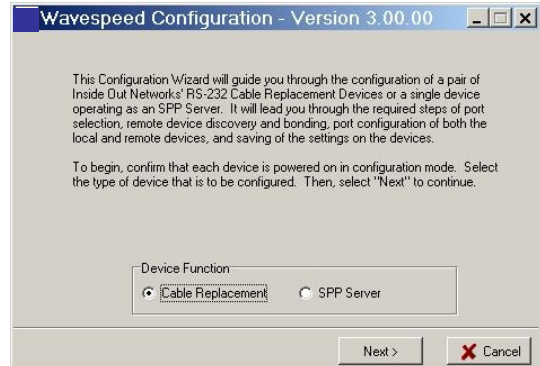 Wavespeed Configuration - Version 3.00.00
This Configuration Wizard will guide you through the configuration of a pair of
Inside Out Networks' RS-232 Cable Replacement Devices or a single device
operating as an SPP Server. It will lead you through the required steps of port
selection, remote device discovery and bonding, port configuration of both the
local and remote devices, and saving of the settings on the devices.
To begin, confirm that each device is powered on in configuration mode. Select
the type of device that is to be configured. Then, select "Next" to continue.
Device Function
Cable Replacement
SPP Server
Next >
Cancel